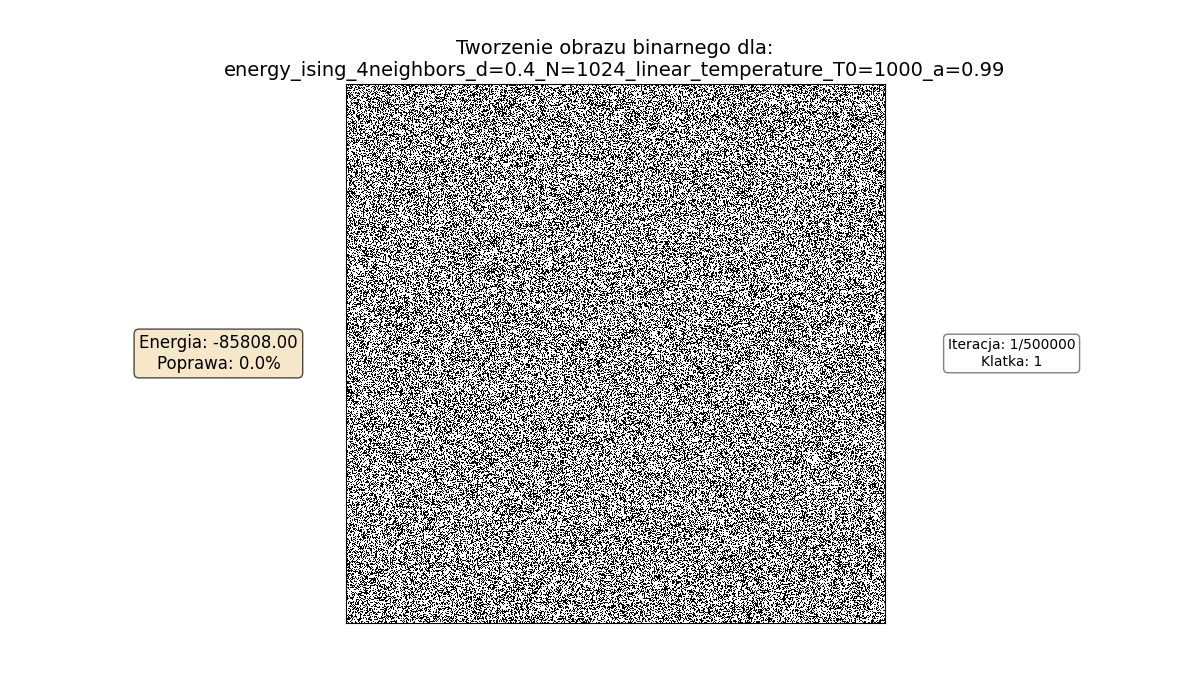 Tworzenie obrazu binarnego dla:
energy_ising_4neighbors_d=0.4_N=1024_linear_temperature_T0=1000_a=0.99
Energia: -85808.00
Poprawa: 0.0%
Iteracja: 1/500000
Klatka: 1